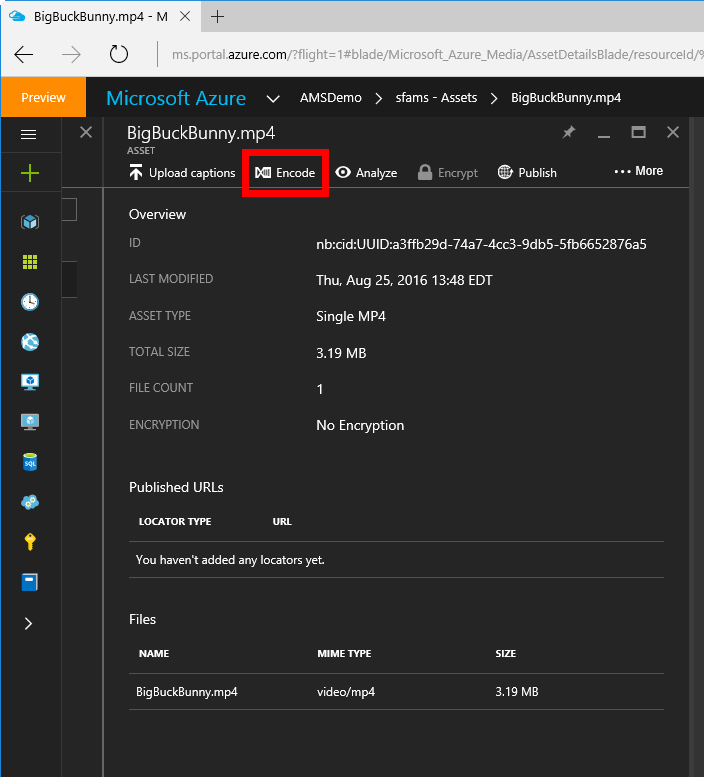 BigBuckBunny.mp4 - M
ms.portal.azure.com/?flight=1#blade/Microsoft_Azure_Media/AssetDetailsBlade/resourceId/%
Preview Microsoft Azure AMSDemo sfams - Assets BigBuckBunny.mp4
BigBuckBunny.mp4
ASSET
Upload captions Encode Analyze Encrypt Publish ••• More
Overview
ID nb:cid:UUID:a3ffb29d-74a7-4cc3-9db5-5fb6652876a5
LAST MODIFIED Thu, Aug 25, 2016 13:48 EDT
ASSET TYPE Single MP4
TOTAL SIZE 3.19 MB
FILE COUNT 1
ENCRYPTION No Encryption
SQL
Published URLs
LOCATOR TYPE URL
You haven't added any locators yet.
Files
NAME MIME TYPE SIZE
BigBuckBunny.mp4 video/mp4 3.19 MB